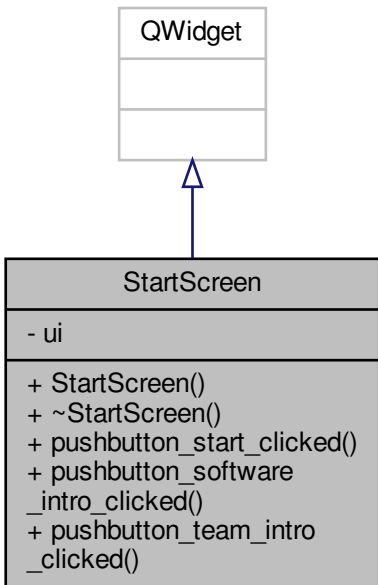 QWidget
StartScreen
- ui
+ StartScreen()
+ ~StartScreen()
+ pushbutton_start_clicked()
+ pushbutton_software
_intro_clicked()
+ pushbutton_team_intro
_clicked()